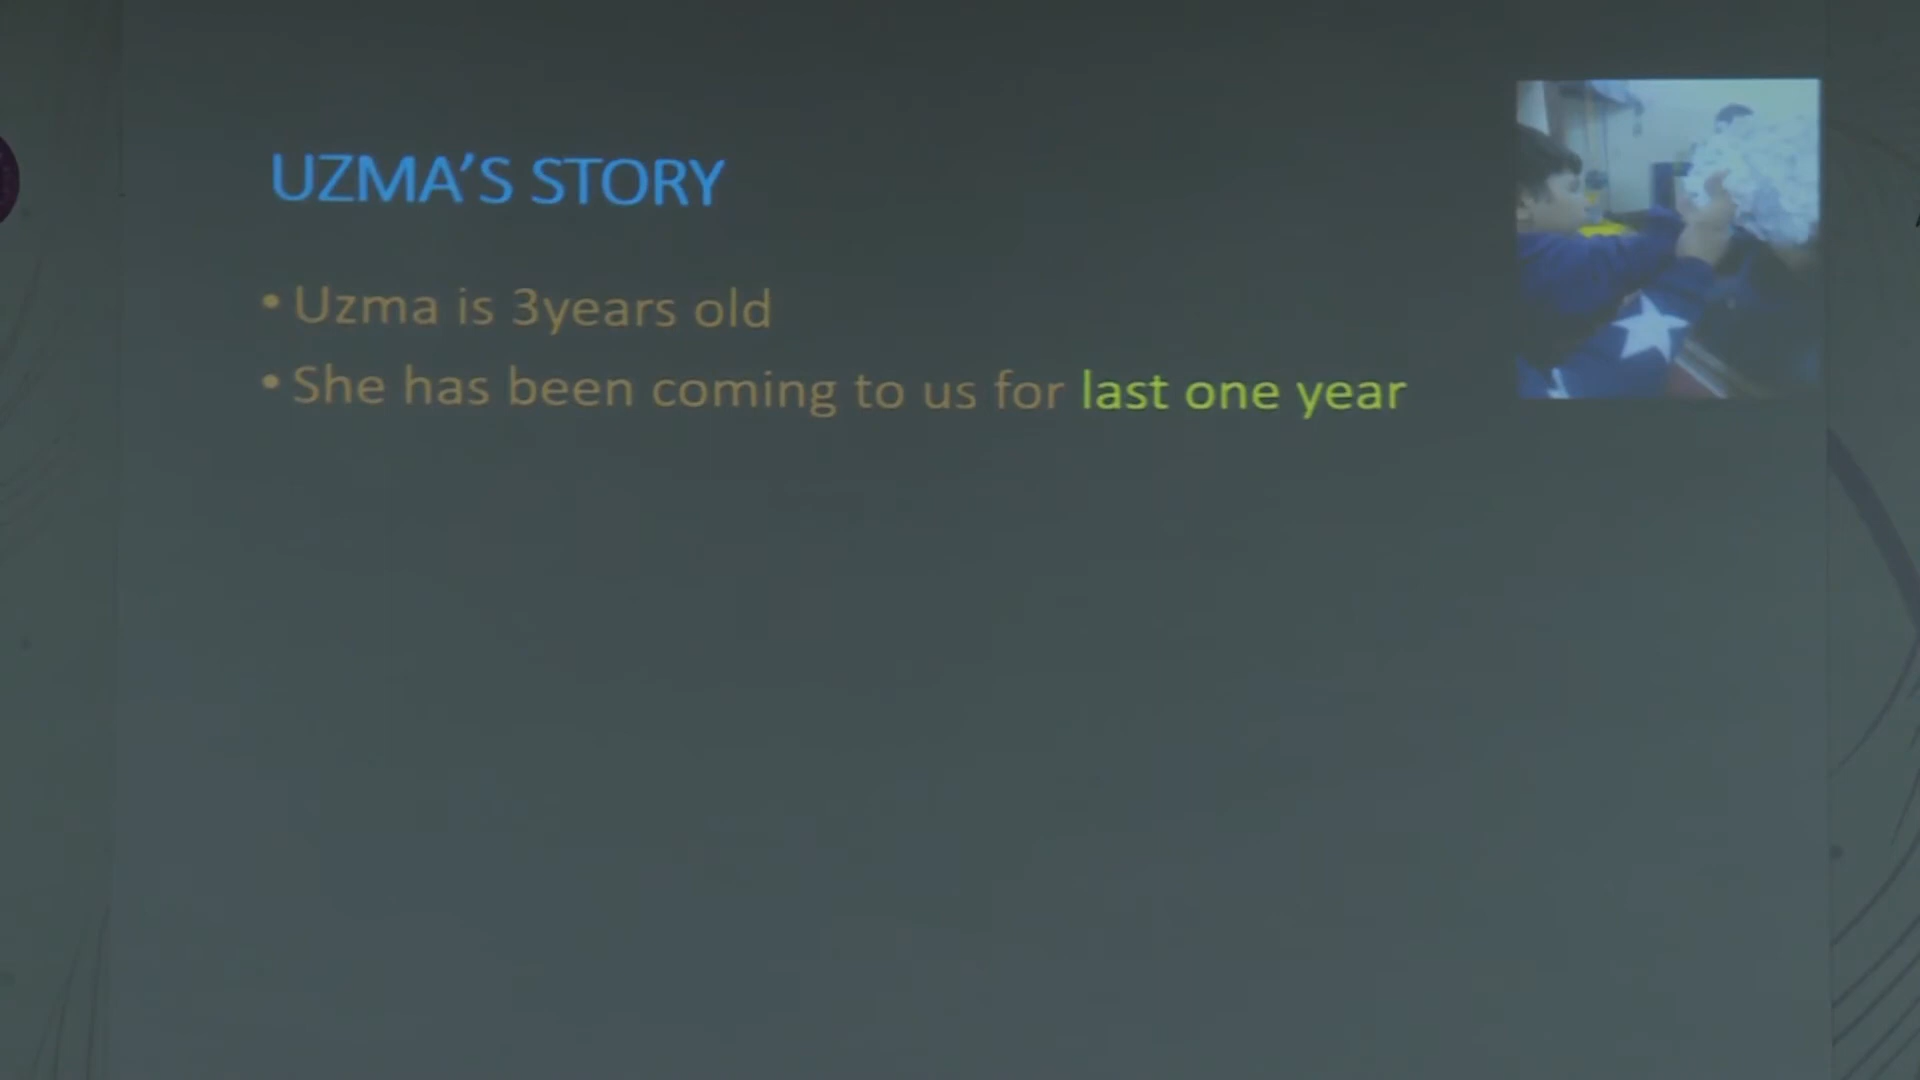 UZMA'S STORY
• Uzma is 3years old
• She has been coming to us for last one year